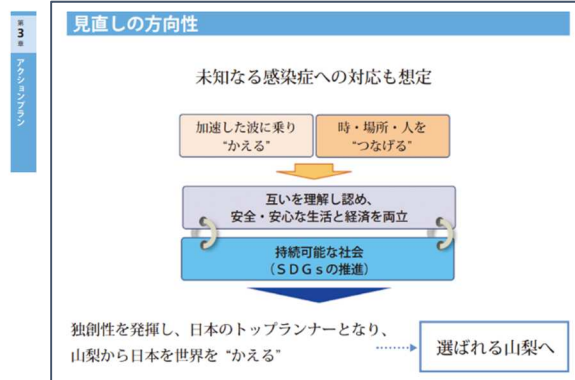 第
3
章
アクションプラン
見直しの方向性
未知なる感染症への対応も想定
加速した波に乗り
“かえる”
時・場所・人を
“つなげる”
互いを理解し認め、
安全・安心な生活と経済を両立
持続可能な社会
（ＳＤＧｓの推進）
独創性を発揮し、日本のトップランナーとなり、
山梨から日本を世界を “かえる”
選ばれる山梨へ